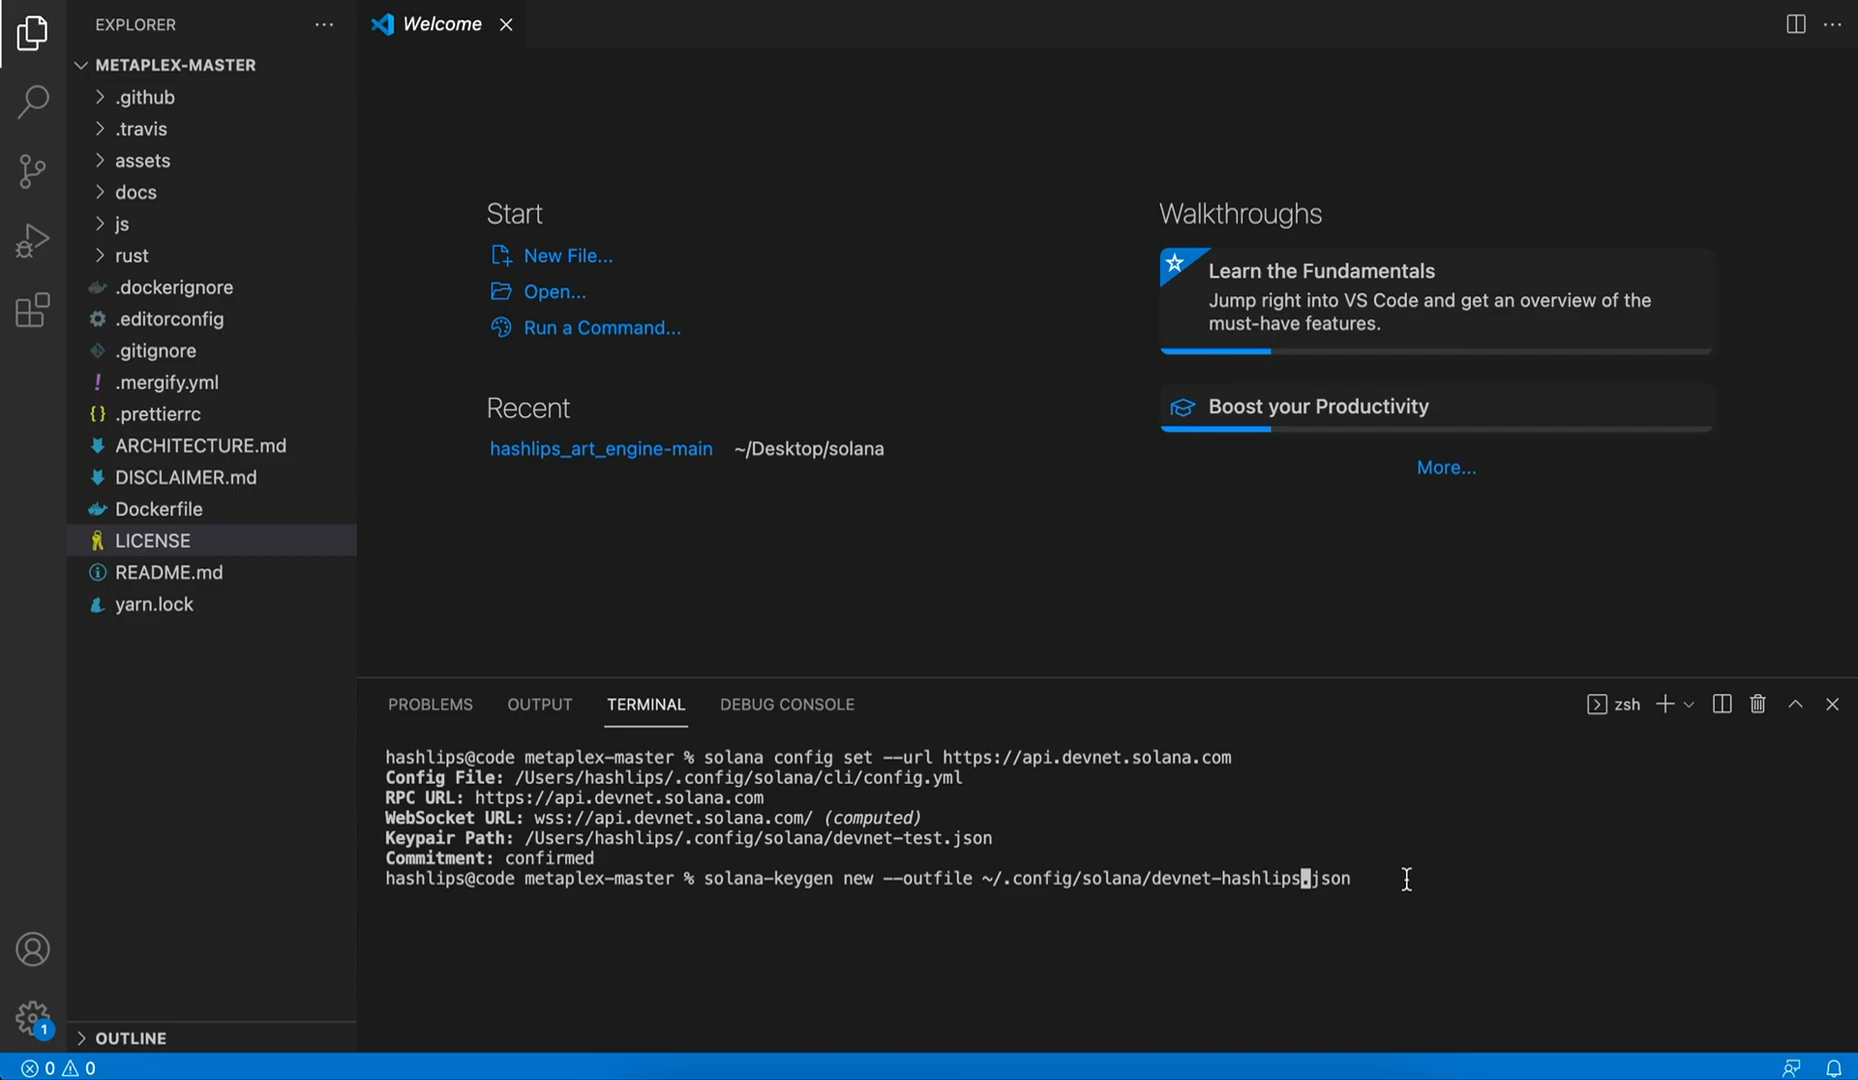 EXPLORER
METAPLEX-MASTER
.github
.travis
assets
docs
js
rust
.dockerignore
.editorconfig
.gitignore
.mergify.yml
.prettierrc
ARCHITECTURE.md
DISCLAIMER.md
Dockerfile
LICENSE
README.md
yarn.lock
OUTLINE
Welcome
Start
New File...
Open...
Run a Command...
Recent
hashlips_art_engine-main ~/Desktop/solana
Walkthroughs
Learn the Fundamentals
Jump right into VS Code and get an overview of the
must-have features.
Boost your Productivity
More...
PROBLEMS OUTPUT TERMINAL DEBUG CONSOLE
zsh
hashlips@code metaplex-master % solana config set --url https://api.devnet.solana.com
Config File: /Users/hashlips/.config/solana/cli/config.yml
RPC URL: https://api.devnet.solana.com
WebSocket URL: wss://api.devnet.solana.com/ (computed)
Keypair Path: /Users/hashlips/.config/solana/devnet-test.json
Commitment: confirmed
hashlips@code metaplex-master % solana-keygen new --outfile ~/.config/solana/devnet-hashlips.json
1
0 0